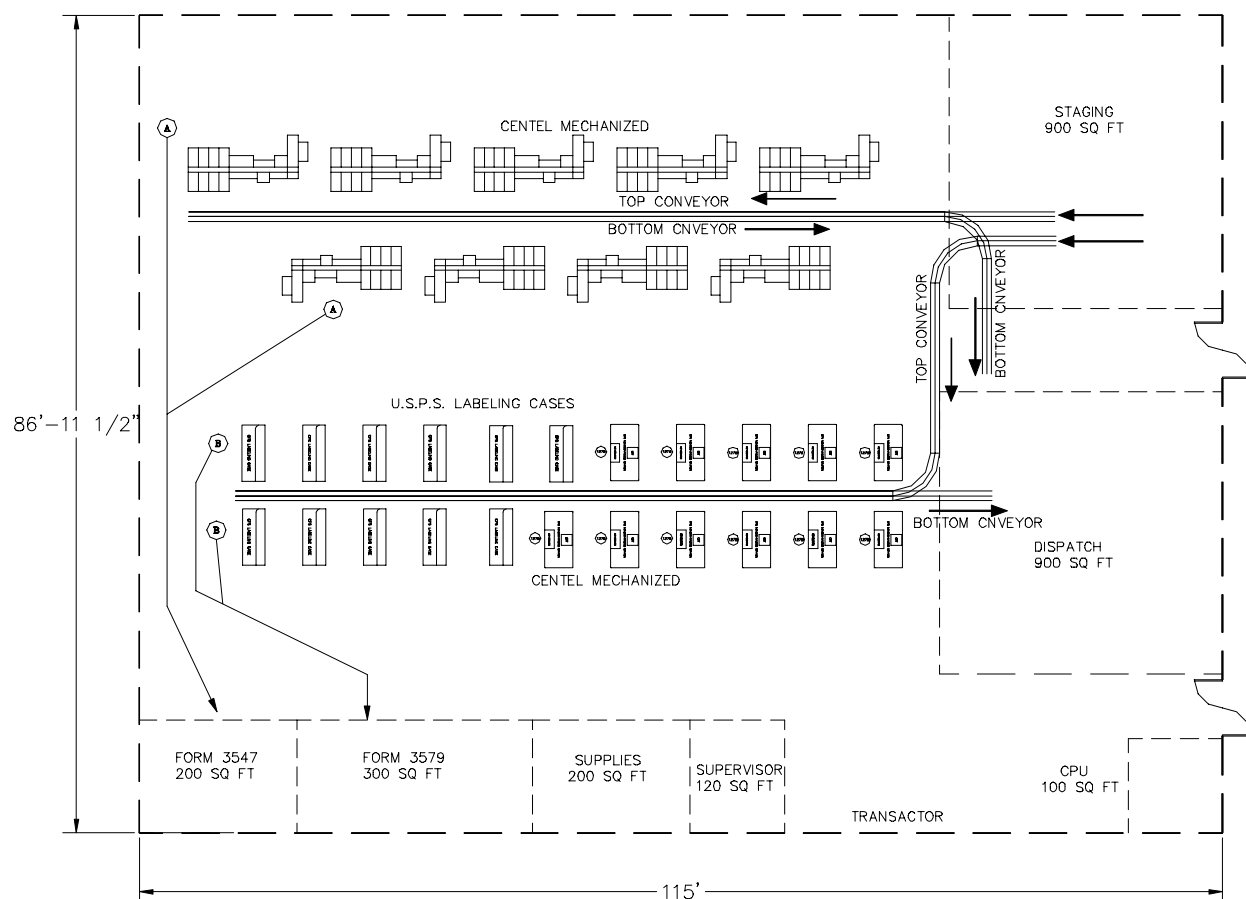 STAGING
900 SQ FT
A
CENTEL MECHANIZED
TOP CONVEYOR
BOTTOM CNVEYOR
BOTTOM CNVEYOR
TOP CONVEYOR
A
U.S.P.S. LABELING CASES
86'-11 1/2"
B
B
BOTTOM CNVEYOR
DISPATCH
900 SQ FT
CENTEL MECHANIZED
FORM 3547
200 SQ FT
FORM 3579
300 SQ FT
SUPPLIES
200 SQ FT
SUPERVISOR
120 SQ FT
CPU
100 SQ FT
TRANSACTOR
115'